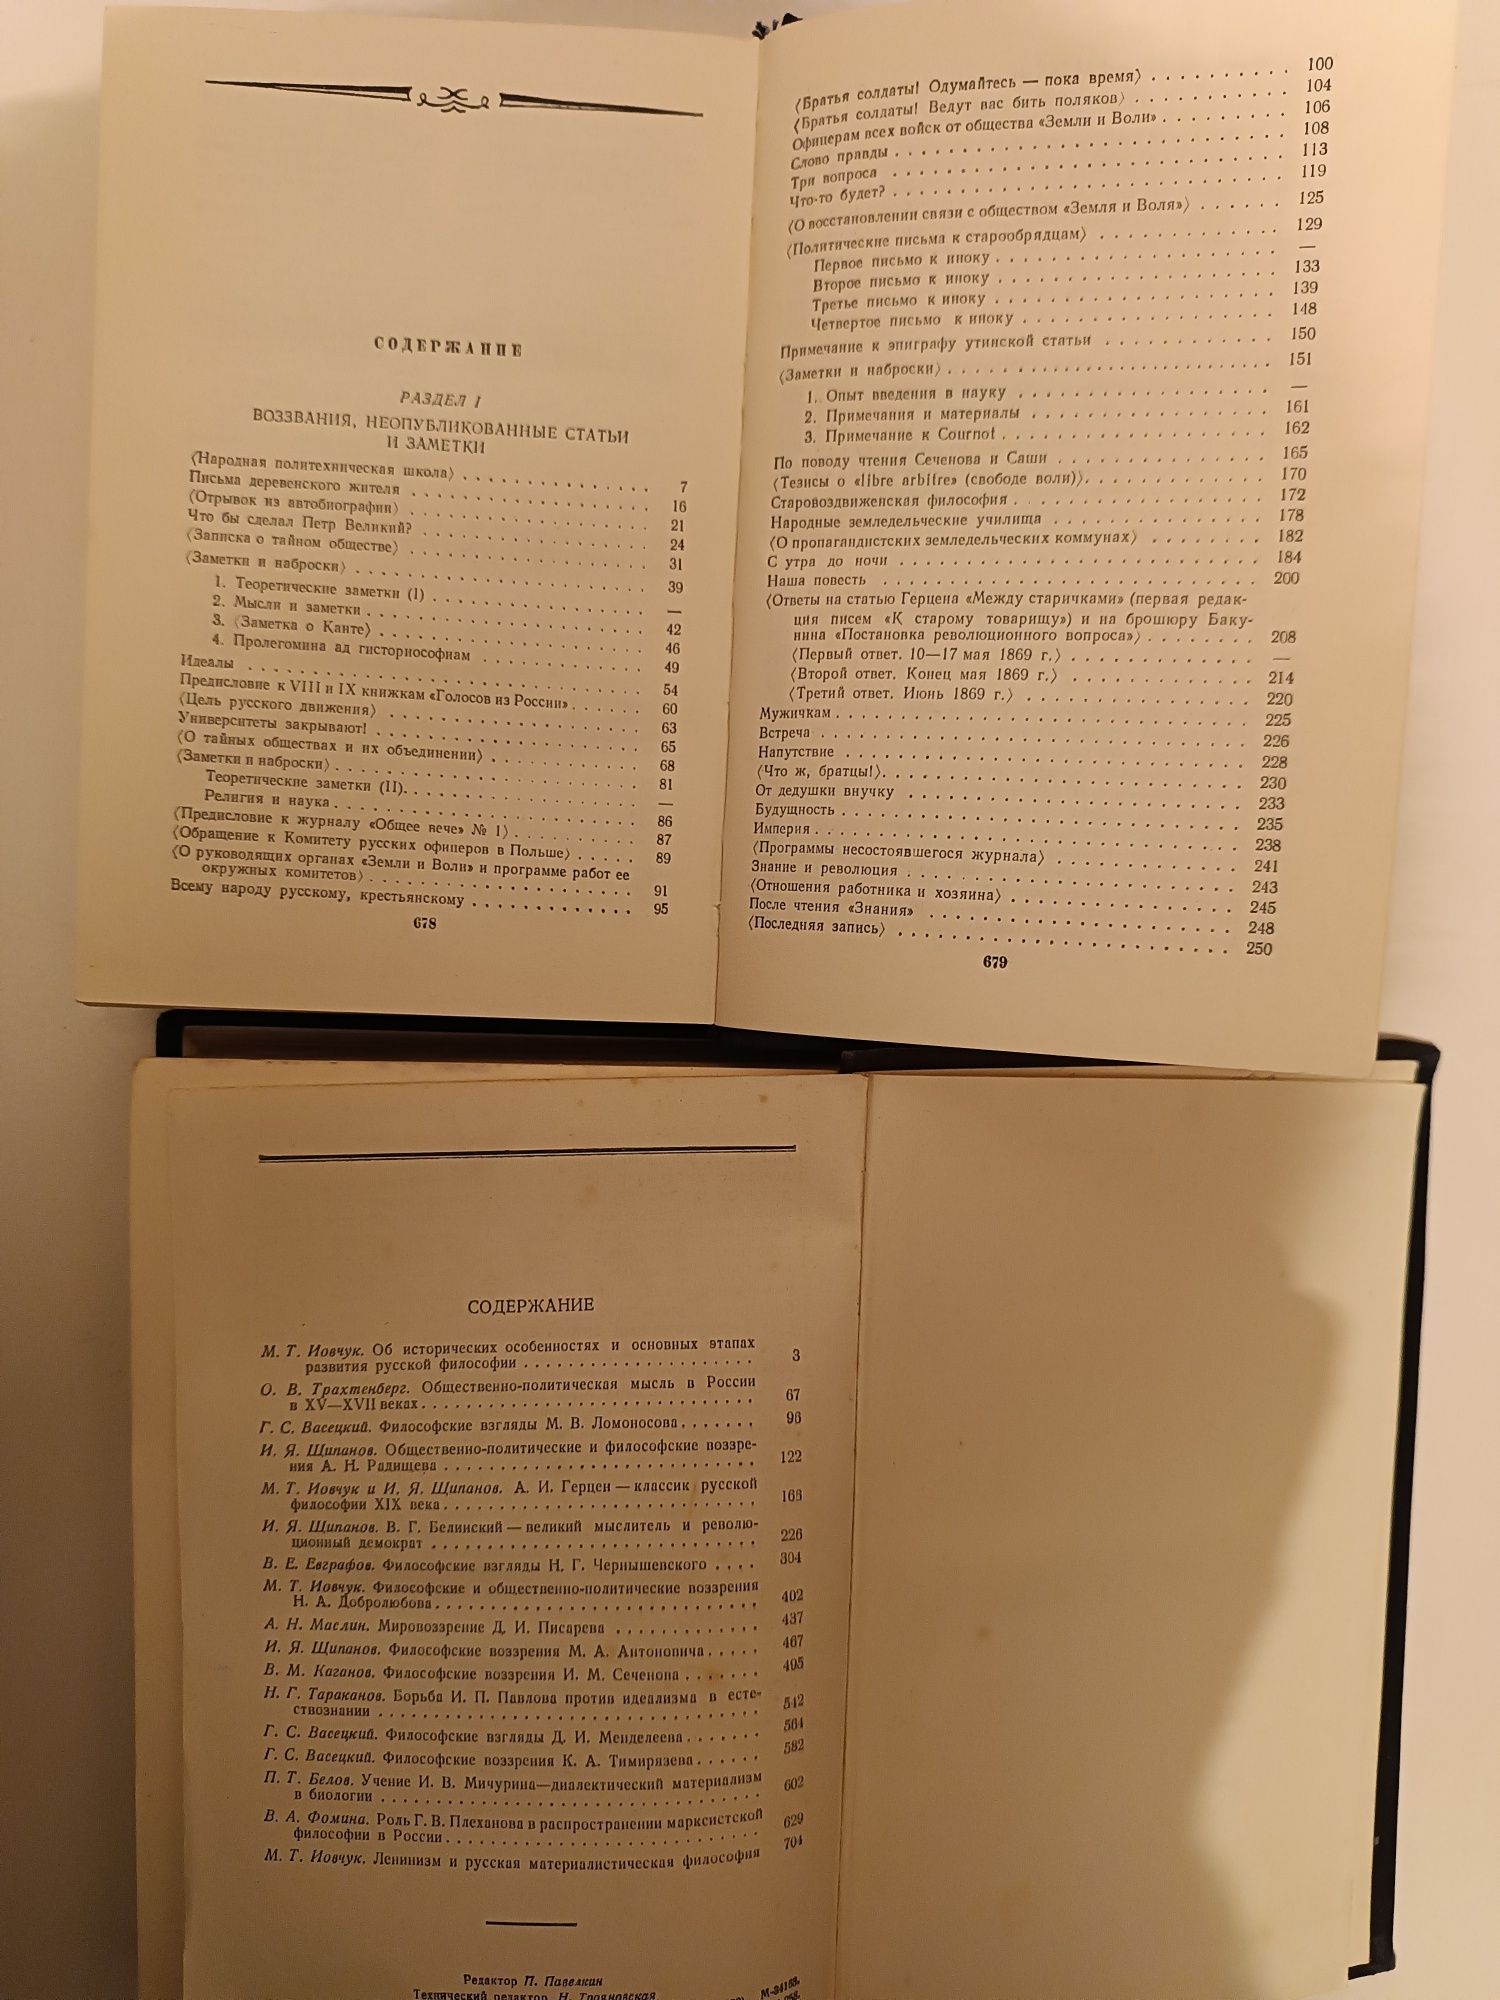 СОДЕРЖАНИЕ
РАЗДЕЛ I
ВОЗЗВАНИЯ, НЕОПУБЛИКОВАННЫЕ СТАТЬИ
И ЗАМЕТКИ
⟨Народная политехническая школа⟩ . . . . . . . . . . 7
Письма деревенского жителя . . . . . . . . . . 16
⟨Отрывок из автобиографии⟩ . . . . . . . . . . 21
Что бы сделал Петр Великий? . . . . . . . . . . 24
⟨Записка о тайном обществе⟩ . . . . . . . . . . 31
⟨Заметки и наброски⟩ . . . . . . . . . . 39
1. Теоретические заметки (I) . . . . . . . . . . —
2. Мысли и заметки . . . . . . . . . . 42
3. ⟨Заметка о Канте⟩ . . . . . . . . . . 46
4. Пролегомина ад гисториософиам . . . . . . . . . . 49
Идеалы . . . . . . . . . . 54
Предисловие к VIII и IX книжкам «Голосов из России» . . . . . 60
⟨Цель русского движения⟩ . . . . . . . . . . 63
Университеты закрывают! . . . . . . . . . . 65
⟨О тайных обществах и их объединении⟩ . . . . . . . . . . 68
⟨Заметки и наброски⟩ . . . . . . . . . . 81
Теоретические заметки (II) . . . . . . . . . . —
Религия и наука . . . . . . . . . . 86
⟨Предисловие к журналу «Общее вече» № 1⟩ . . . . . . . . . . 87
⟨Обращение к Комитету русских офицеров в Польше⟩ . . . . . 89
⟨О руководящих органах «Земли и Воли» и программе работ ее
окружных комитетов⟩ . . . . . . . . . . 91
Всему народу русскому, крестьянскому . . . . . . . . . . 95
678
⟨Братья солдаты! Одумайтесь — пока время⟩ . . . . . . . . . . 100
⟨Братья солдаты! Ведут вас бить поляков⟩ . . . . . . . . . . 104
Офицерам всех войск от общества «Земли и Воли» . . . . . . . . . . 106
Слово правды . . . . . . . . . . 108
Три вопроса . . . . . . . . . . 113
Что-то будет? . . . . . . . . . . 119
⟨О восстановлении связи с обществом «Земля и Воля»⟩ . . . . . . 125
⟨Политические письма к старообрядцам⟩ . . . . . . . . . . 129
Первое письмо к иноку . . . . . . . . . . —
Второе письмо к иноку . . . . . . . . . . 133
Третье письмо к иноку . . . . . . . . . . 139
Четвертое письмо к иноку . . . . . . . . . . 148
Примечание к эпиграфу утинской статьи . . . . . . . . . . 150
⟨Заметки и наброски⟩ . . . . . . . . . . 151
1. Опыт введения в науку . . . . . . . . . . —
2. Примечания и материалы . . . . . . . . . . 161
3. Примечание к Cournot . . . . . . . . . . 162
По поводу чтения Сеченова и Саши . . . . . . . . . . 165
⟨Тезисы о «libre arbitre» (свободе воли)⟩ . . . . . . . . . . 170
Старовоздвиженская философия . . . . . . . . . . 172
Народные земледельческие училища . . . . . . . . . . 178
⟨О пропагандистских земледельческих коммунах⟩ . . . . . . . . . . 182
С утра до ночи . . . . . . . . . . 184
Наша повесть . . . . . . . . . . 200
⟨Ответы на статью Герцена «Между старичками» (первая редак-
ция писем «К старому товарищу») и на брошюру Баку-
нина «Постановка революционного вопроса»⟩ . . . . . . . . 208
⟨Первый ответ. 10—17 мая 1869 г.⟩ . . . . . . . . . . —
⟨Второй ответ. Конец мая 1869 г.⟩ . . . . . . . . . . 214
⟨Третий ответ. Июнь 1869 г.⟩ . . . . . . . . . . 220
Мужичкам . . . . . . . . . . 225
Встреча . . . . . . . . . . 226
Напутствие . . . . . . . . . . 228
⟨Что ж, братцы!⟩ . . . . . . . . . . 230
От дедушки внучку . . . . . . . . . . 233
Будущность . . . . . . . . . . 235
Империя . . . . . . . . . . 238
⟨Программы несостоявшегося журнала⟩ . . . . . . . . . . 241
Знание и революция . . . . . . . . . . 243
⟨Отношения работника и хозяина⟩ . . . . . . . . . . 245
После чтения «Знания» . . . . . . . . . . 248
⟨Последняя запись⟩ . . . . . . . . . . 250
679
СОДЕРЖАНИЕ
М. Т. Иовчук. Об исторических особенностях и основных этапах
развития русской философии . . . . . . . . . . 3
О. В. Трахтенберг. Общественно-политическая мысль в России
в XV—XVII веках . . . . . . . . . . 67
Г. С. Васецкий. Философские взгляды М. В. Ломоносова . . . . . . 96
И. Я. Щипанов. Общественно-политические и философские воззре-
ния А. Н. Радищева . . . . . . . . . . 122
М. Т. Иовчук и И. Я. Щипанов. А. И. Герцен — классик русской
философии XIX века . . . . . . . . . . 168
И. Я. Щипанов. В. Г. Белинский — великий мыслитель и револю-
ционный демократ . . . . . . . . . . 226
В. Е. Евграфов. Философские взгляды Н. Г. Чернышевского . . . . 304
М. Т. Иовчук. Философские и общественно-политические воззрения
Н. А. Добролюбова . . . . . . . . . . 402
А. Н. Маслин. Мировоззрение Д. И. Писарева . . . . . . . . . . 437
И. Я. Щипанов. Философские воззрения М. А. Антоновича . . . . . 467
В. М. Каганов. Философские воззрения И. М. Сеченова . . . . . . 495
Н. Г. Тараканов. Борьба И. П. Павлова против идеализма в есте-
ствознании . . . . . . . . . . 542
Г. С. Васецкий. Философские взгляды Д. И. Менделеева . . . . . . 564
Г. С. Васецкий. Философские воззрения К. А. Тимирязева . . . . . 582
П. Т. Белов. Учение И. В. Мичурина—диалектический материализм
в биологии . . . . . . . . . . 602
В. А. Фомина. Роль Г. В. Плеханова в распространении марксистской
философии в России . . . . . . . . . . 629
М. Т. Иовчук. Ленинизм и русская материалистическая философия 704
Редактор П. Павелкин
Технический редактор Н. Трояновская
М-34168.